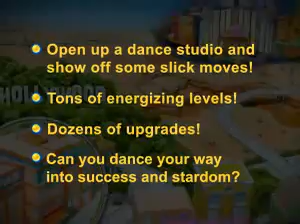 Open up a dance studio and
show off some slick moves!
Tons of energizing levels!
Dozens of upgrades!
Can you dance your way
into success and stardom?